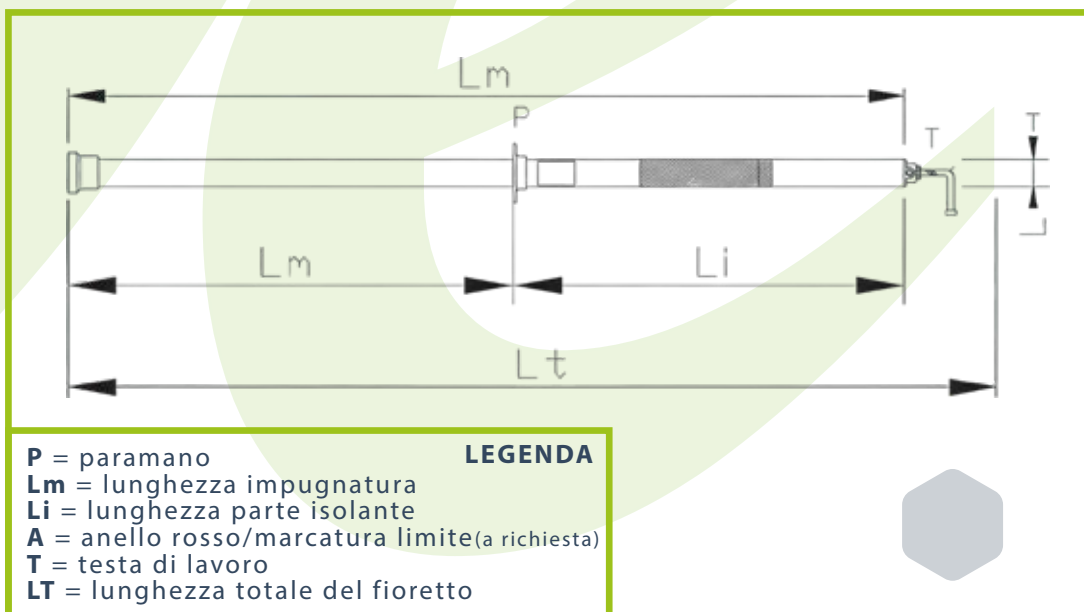 Lm
P
T
T
Li
Lm
Li
Lt
LEGENDA
P = paramano
Lm = lunghezza impugnatura
Li = lunghezza parte isolante
A = anello rosso/marcatura limite(a richiesta)
T = testa di lavoro
LT = lunghezza totale del fioretto